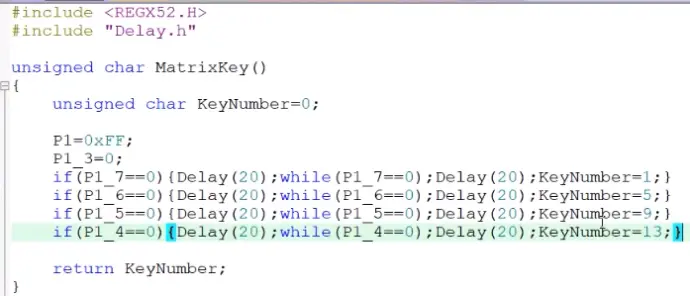 #include <REGX52.H>
#include "Delay.h"
unsigned char MatrixKey()
{
unsigned char KeyNumber=0;
P1=0xFF;
P1_3=0;
if(P1_7==0){Delay(20);while(P1_7==0);Delay(20);KeyNumber=1;}
if(P1_6==0){Delay(20);while(P1_6==0);Delay(20);KeyNumber=5;}
if(P1_5==0){Delay(20);while(P1_5==0);Delay(20);KeyNumber=9;}
if(P1_4==0){Delay(20);while(P1_4==0);Delay(20);KeyNumber=13;}
return KeyNumber;
}